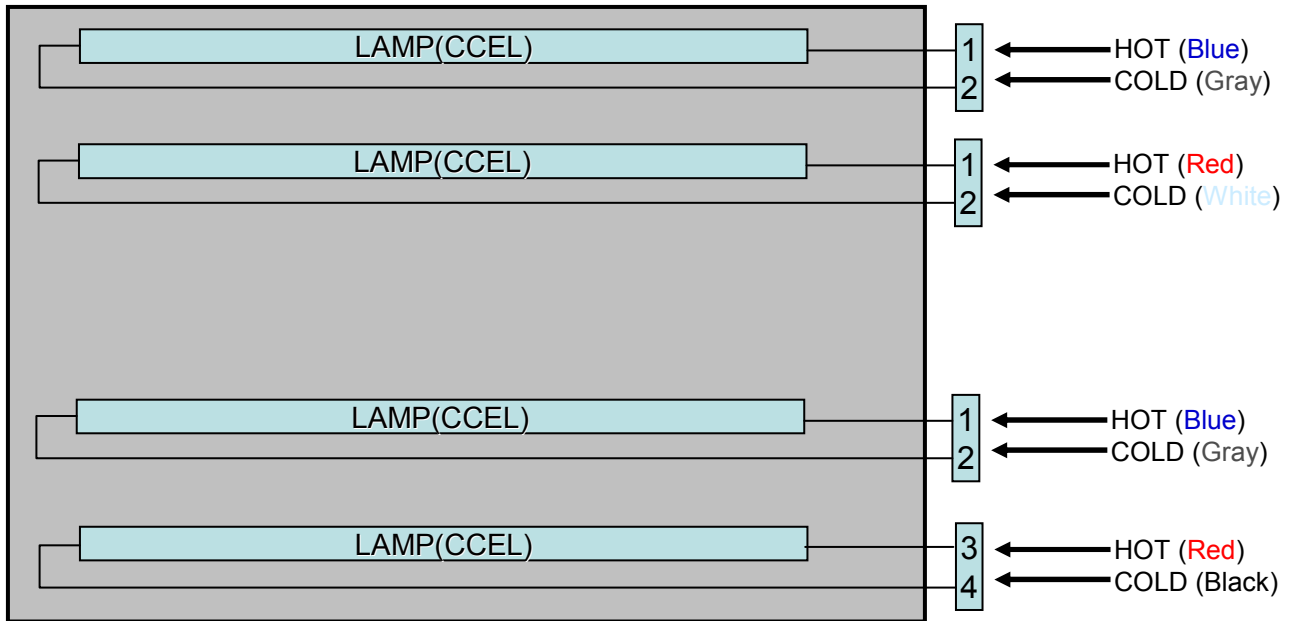 LAMP(CCEL)
1
HOT (Blue)
2
COLD (Gray)
LAMP(CCEL)
1
HOT (Red)
2
COLD (White)
LAMP(CCEL)
1
HOT (Blue)
2
COLD (Gray)
LAMP(CCEL)
3
HOT (Red)
4
COLD (Black)